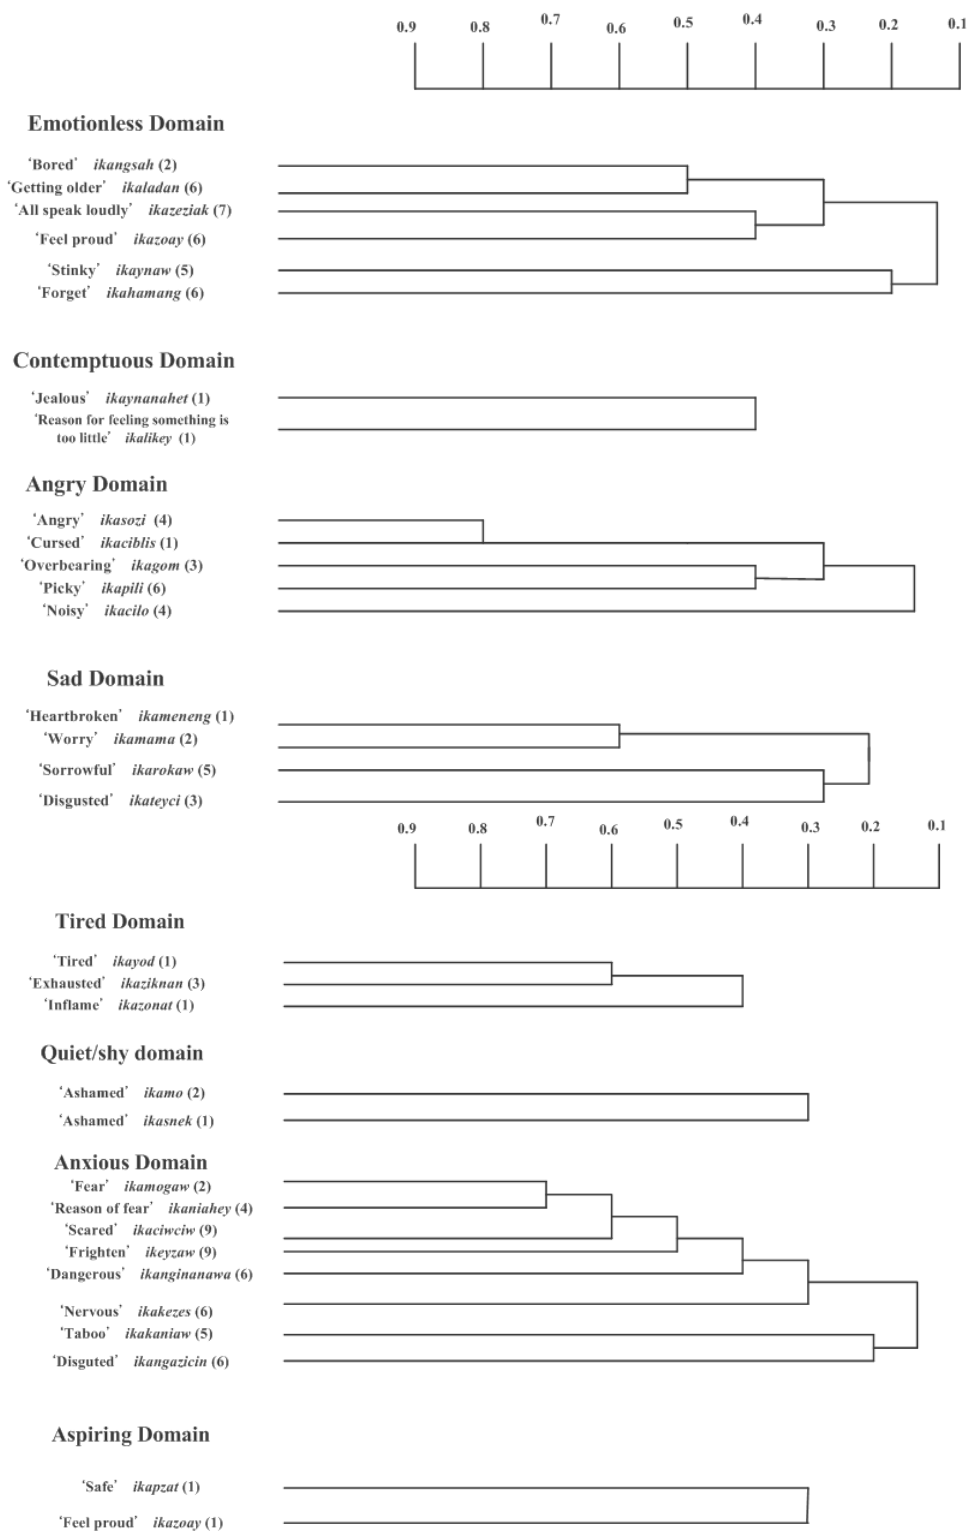 0.9 0.8 0.7 0.6 0.5 0.4 0.3 0.2 0.1
Emotionless Domain
‘Bored’ ikangsah (2)
‘Getting older’ ikaladan (6)
‘All speak loudly’ ikazeziak (7)
‘Feel proud’ ikazoay (6)
‘Stinky’ ikaynaw (5)
‘Forget’ ikahamang (6)
Contemptuous Domain
‘Jealous’ ikaynanahet (1)
‘Reason for feeling something is
too little’ ikalikey (1)
Angry Domain
‘Angry’ ikasozi (4)
‘Cursed’ ikaciblis (1)
‘Overbearing’ ikagom (3)
‘Picky’ ikapili (6)
‘Noisy’ ikacilo (4)
Sad Domain
‘Heartbroken’ ikameneng (1)
‘Worry’ ikamama (2)
‘Sorrowful’ ikarokaw (5)
‘Disgusted’ ikateyci (3)
0.9 0.8 0.7 0.6 0.5 0.4 0.3 0.2 0.1
Tired Domain
‘Tired’ ikayod (1)
‘Exhausted’ ikaziknan (3)
‘Inflame’ ikazonat (1)
Quiet/shy domain
‘Ashamed’ ikamo (2)
‘Ashamed’ ikasnek (1)
Anxious Domain
‘Fear’ ikamogaw (2)
‘Reason of fear’ ikaniahey (4)
‘Scared’ ikaciwciw (9)
‘Frighten’ ikeyzaw (9)
‘Dangerous’ ikanginanawa (6)
‘Nervous’ ikakezes (6)
‘Taboo’ ikakaniaw (5)
‘Disguted’ ikangazicin (6)
Aspiring Domain
‘Safe’ ikapzat (1)
‘Feel proud’ ikazoay (1)